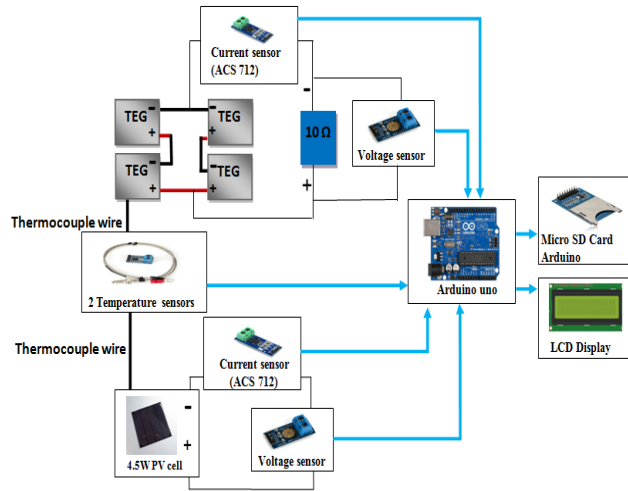 Current sensor
(ACS 712)
TEG
-
+
TEG
-
+
TEG
-
+
TEG
-
+
-
10 Ω
+
Voltage sensor
Thermocouple wire
2 Temperature sensors
Arduino uno
Micro SD Card
Arduino
LCD Display
Thermocouple wire
Current sensor
(ACS 712)
-
+
4.5W PV cell
Voltage sensor